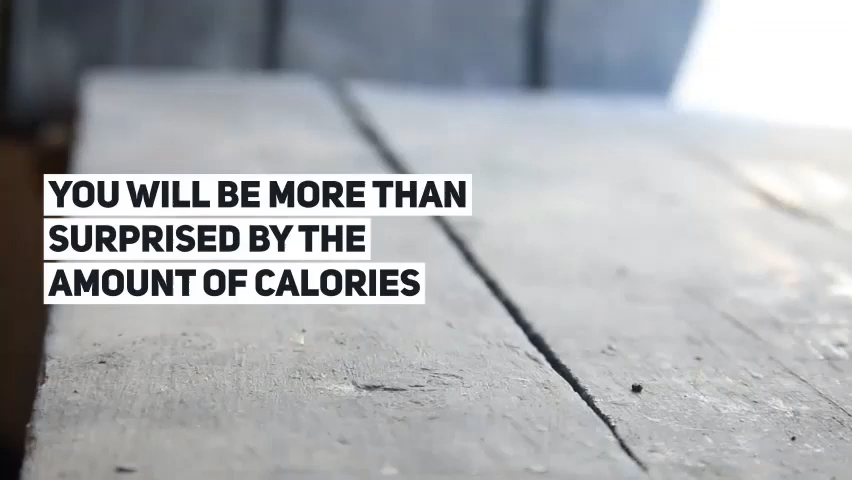 YOU WILL BE MORE THAN
SURPRISED BY THE
AMOUNT OF CALORIES